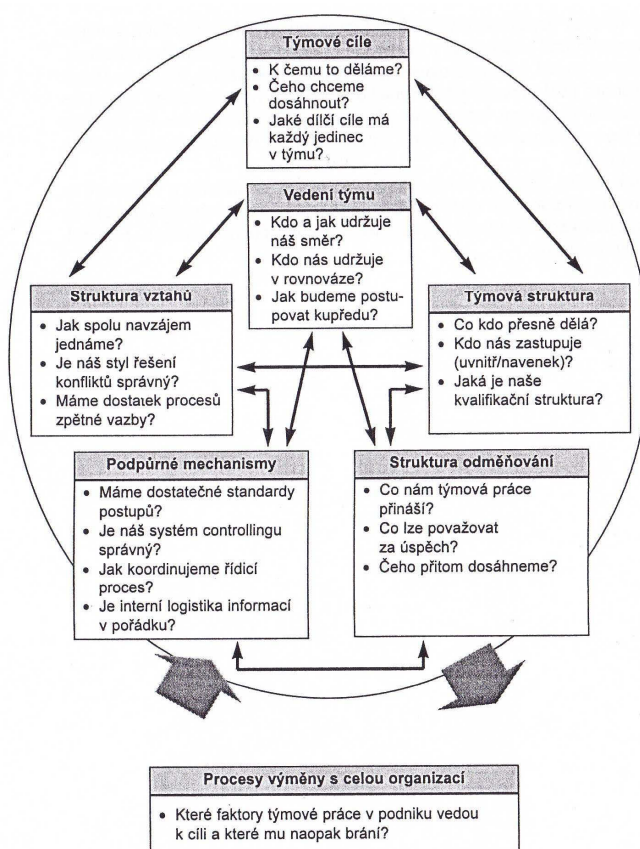 Týmové cíle
• K čemu to děláme?
• Čeho chceme
dosáhnout?
• Jaké dílčí cíle má
každý jedinec
v týmu?
Vedení týmu
• Kdo a jak udržuje
náš směr?
• Kdo nás udržuje
v rovnováze?
• Jak budeme postu-
povat kupředu?
Struktura vztahů
• Jak spolu navzájem
jednáme?
• Je náš styl řešení
konfliktů správný?
• Máme dostatek procesů
zpětné vazby?
Týmová struktura
• Co kdo přesně dělá?
• Kdo nás zastupuje
(uvnitř/navenek)?
• Jaká je naše
kvalifikační struktura?
Podpůrné mechanismy
• Máme dostatečné standardy
postupů?
• Je náš systém controllingu
správný?
• Jak koordinujeme řídicí
proces?
• Je interní logistika informací
v pořádku?
Struktura odměňování
• Co nám týmová práce
přináší?
• Co lze považovat
za úspěch?
• Čeho přitom dosáhneme?
Procesy výměny s celou organizací
• Které faktory týmové práce v podniku vedou
k cíli a které mu naopak brání?